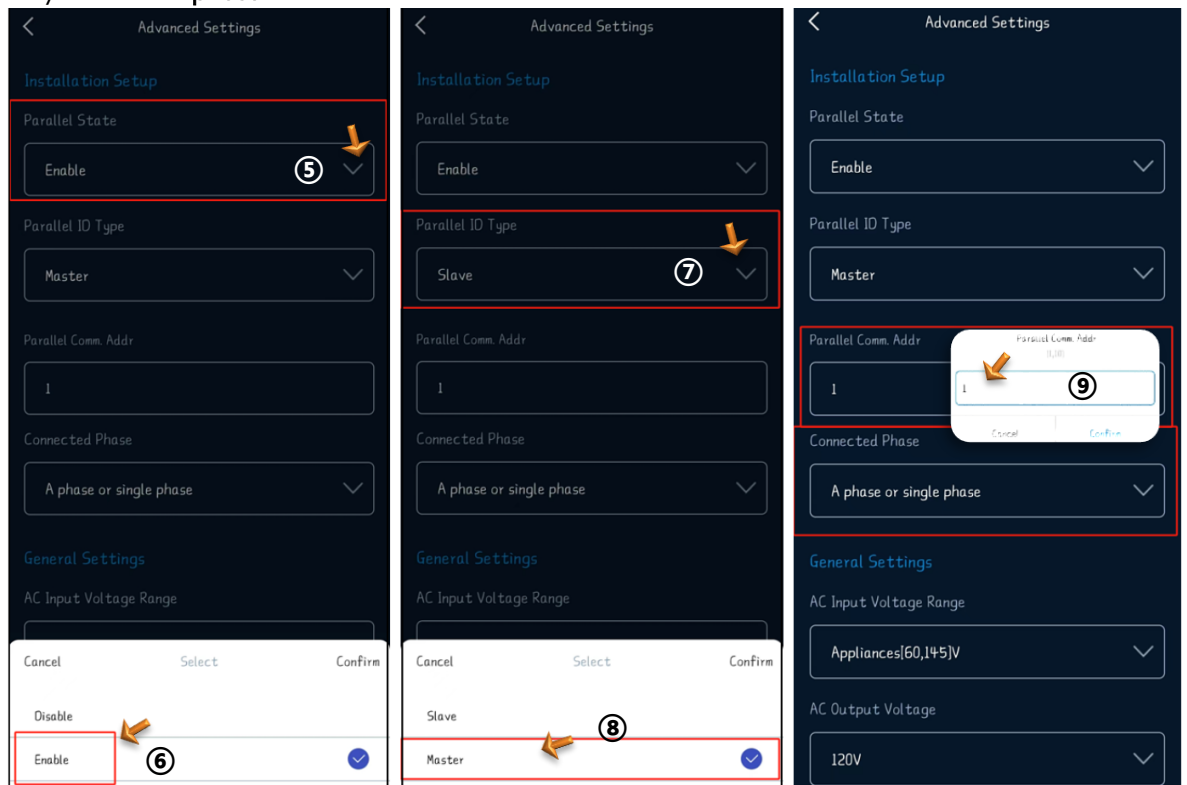 Advanced Settings
Installation Setup
Parallel State
Enable
⑤
Parallel ID Type
Master
Parallel Comm. Addr
1
Connected Phase
A phase or single phase
General Settings
AC Input Voltage Range
Cancel Select Confirm
Disable
Enable
⑥
Advanced Settings
Installation Setup
Parallel State
Enable
Parallel ID Type
Slave
⑦
Parallel Comm. Addr
1
Connected Phase
A phase or single phase
General Settings
AC Input Voltage Range
Cancel Select Confirm
Slave
⑧
Master
Advanced Settings
Installation Setup
Parallel State
Enable
Parallel ID Type
Master
Parallel Comm. Addr
1
Parallel Comm. Addr
1
⑨
Cancel Confirm
Connected Phase
A phase or single phase
General Settings
AC Input Voltage Range
Appliances[60,145]V
AC Output Voltage
120V